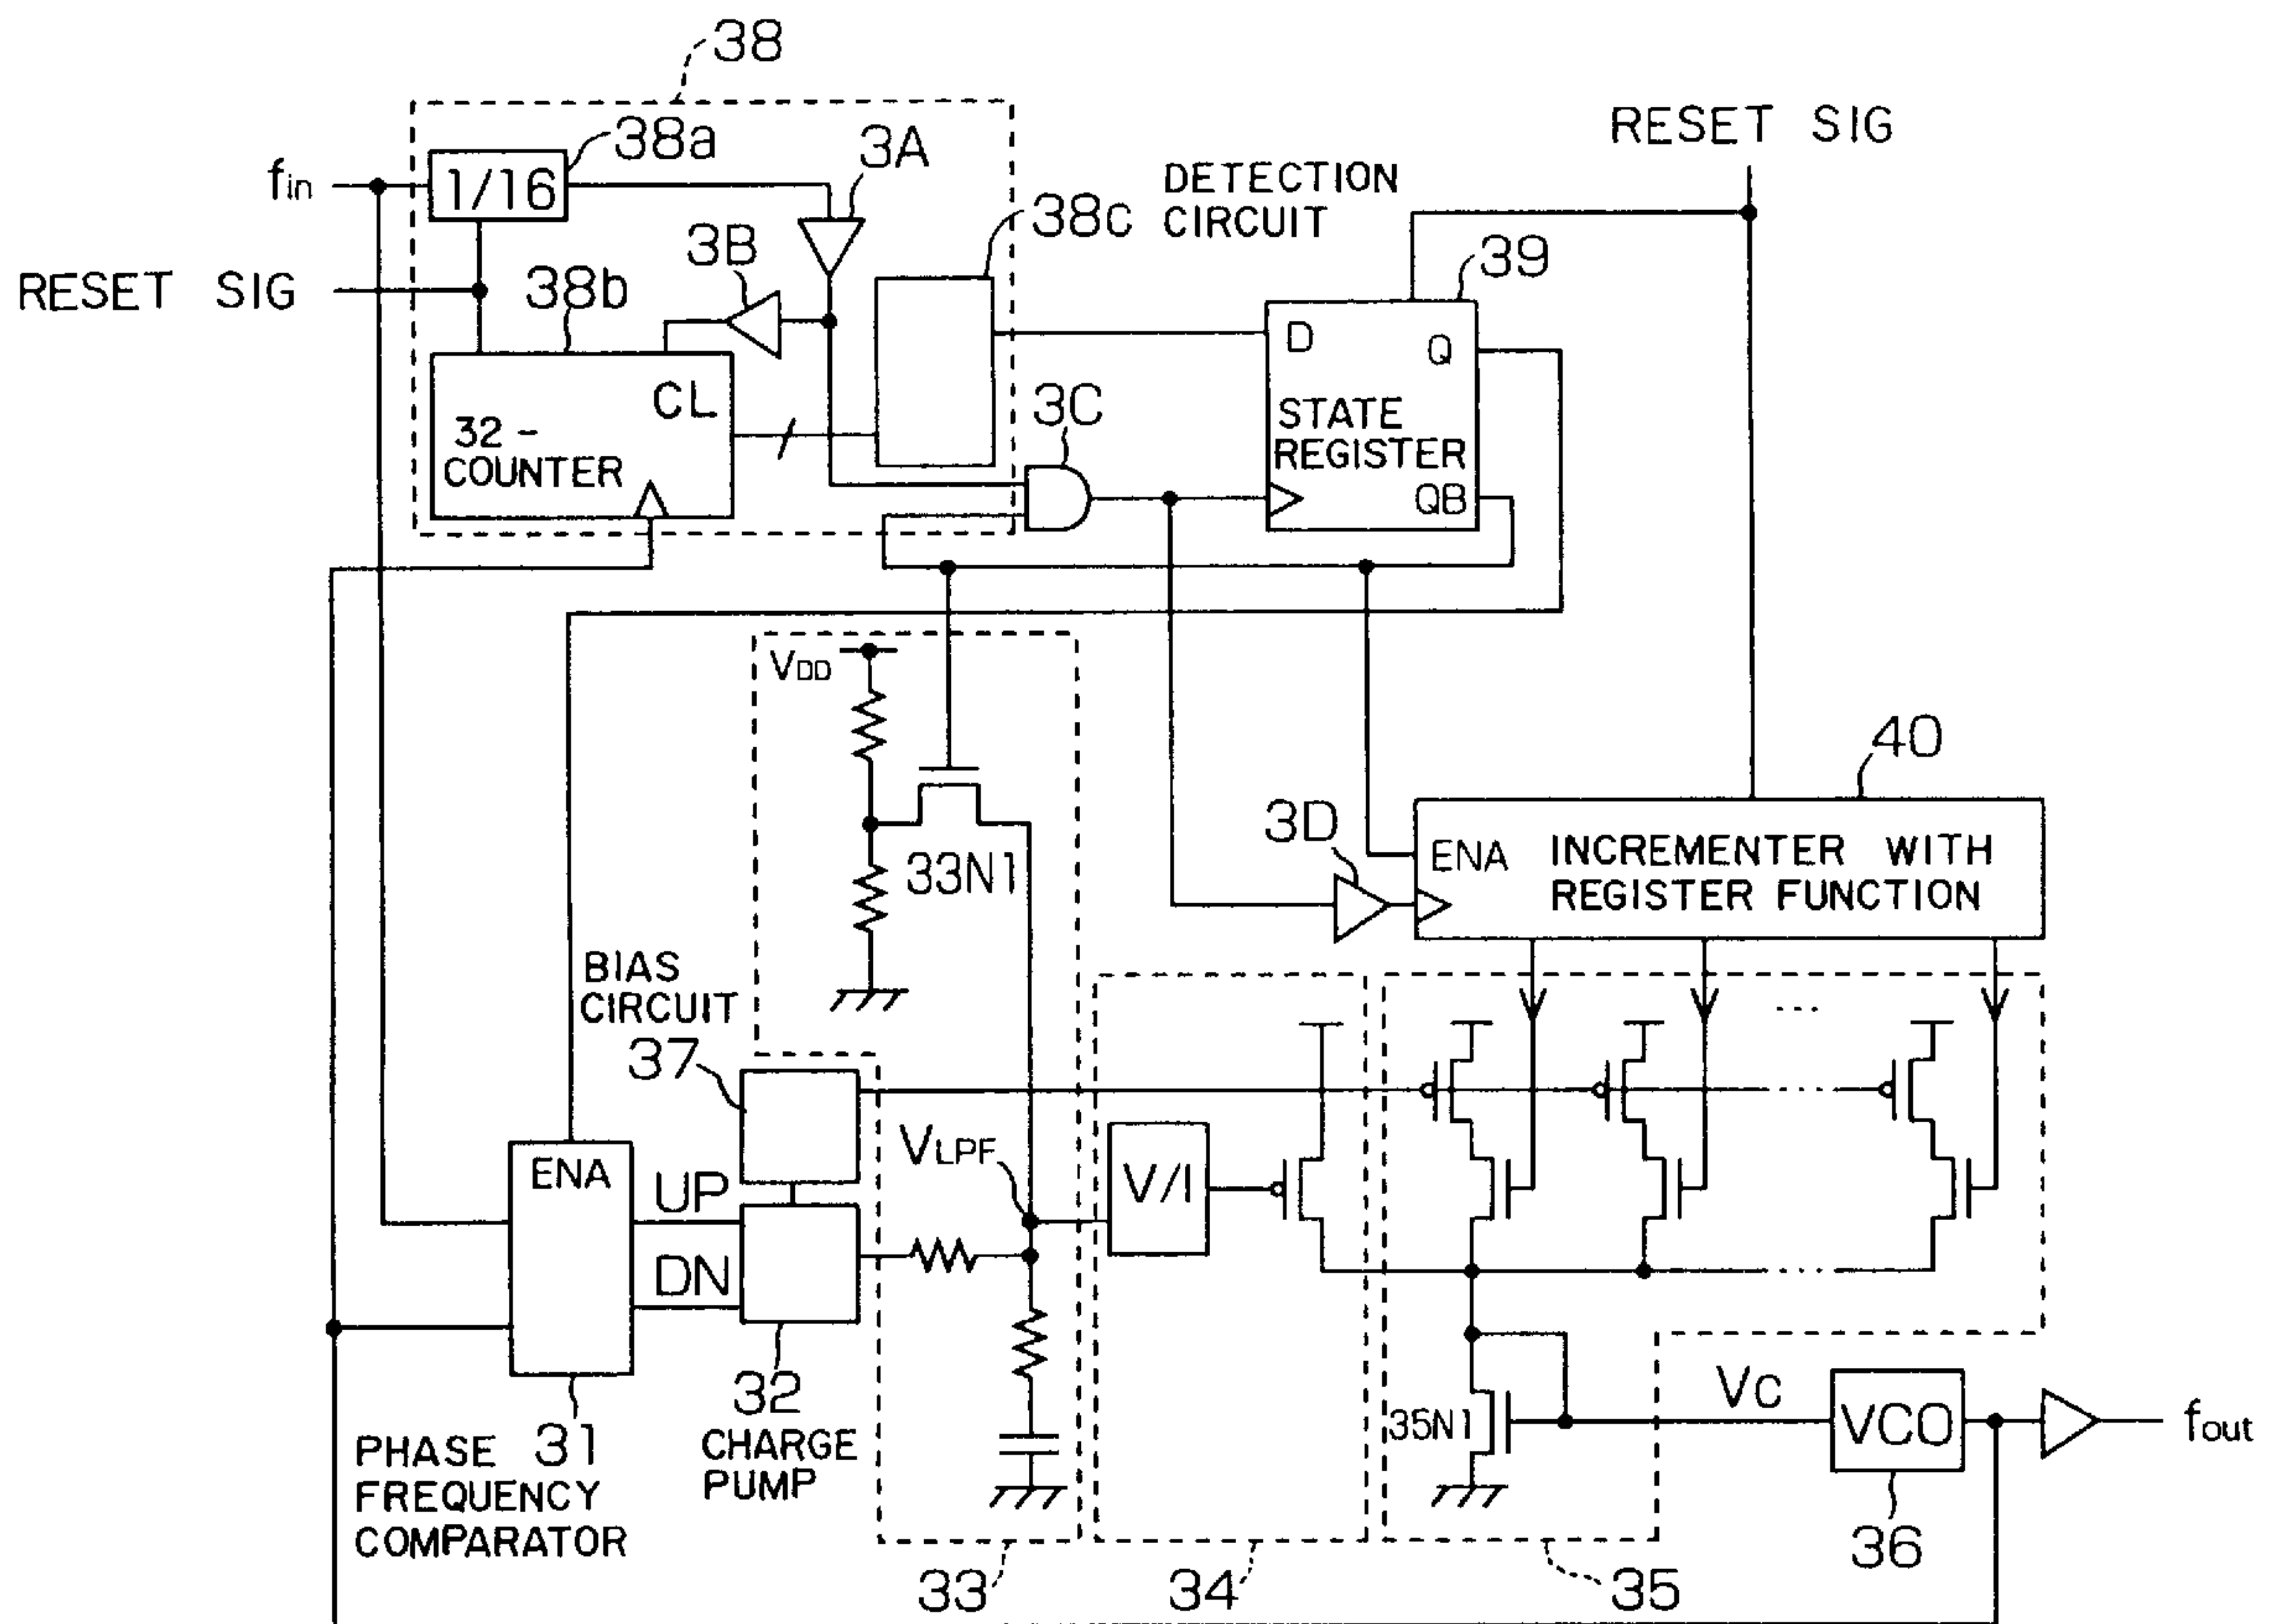 38
38a
3A
RESET SIG
fin
1/16
DETECTION
CIRCUIT
38c
3B
39
RESET SIG
38b
D
Q
CL
3C
STATE
REGISTER
32-
COUNTER
QB
VDD
40
3D
33N1
ENA
INCREMENTER WITH
REGISTER FUNCTION
BIAS
CIRCUIT
...
37
VLPF
ENA
UP
V/I
DN
32
CHARGE
PUMP
VC
35N1
VCO
fout
31
PHASE
FREQUENCY
COMPARATOR
36
33
34
35